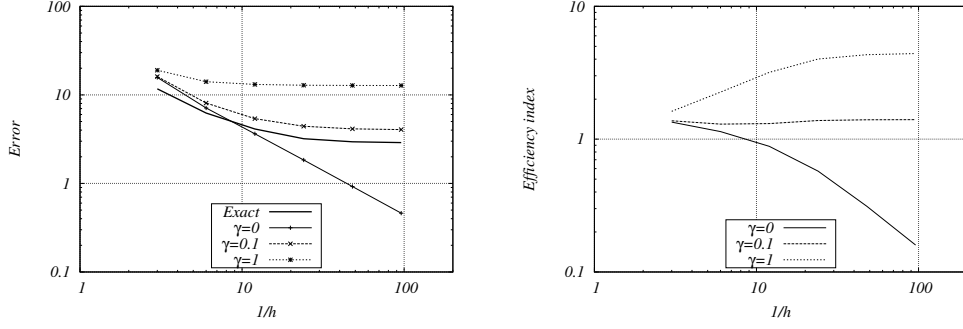 100
10
1
0.1
Error
1
10
100
1/h
Exact
γ=0
γ=0.1
γ=1
10
1
0.1
Efficiency index
1
10
100
1/h
γ=0
γ=0.1
γ=1